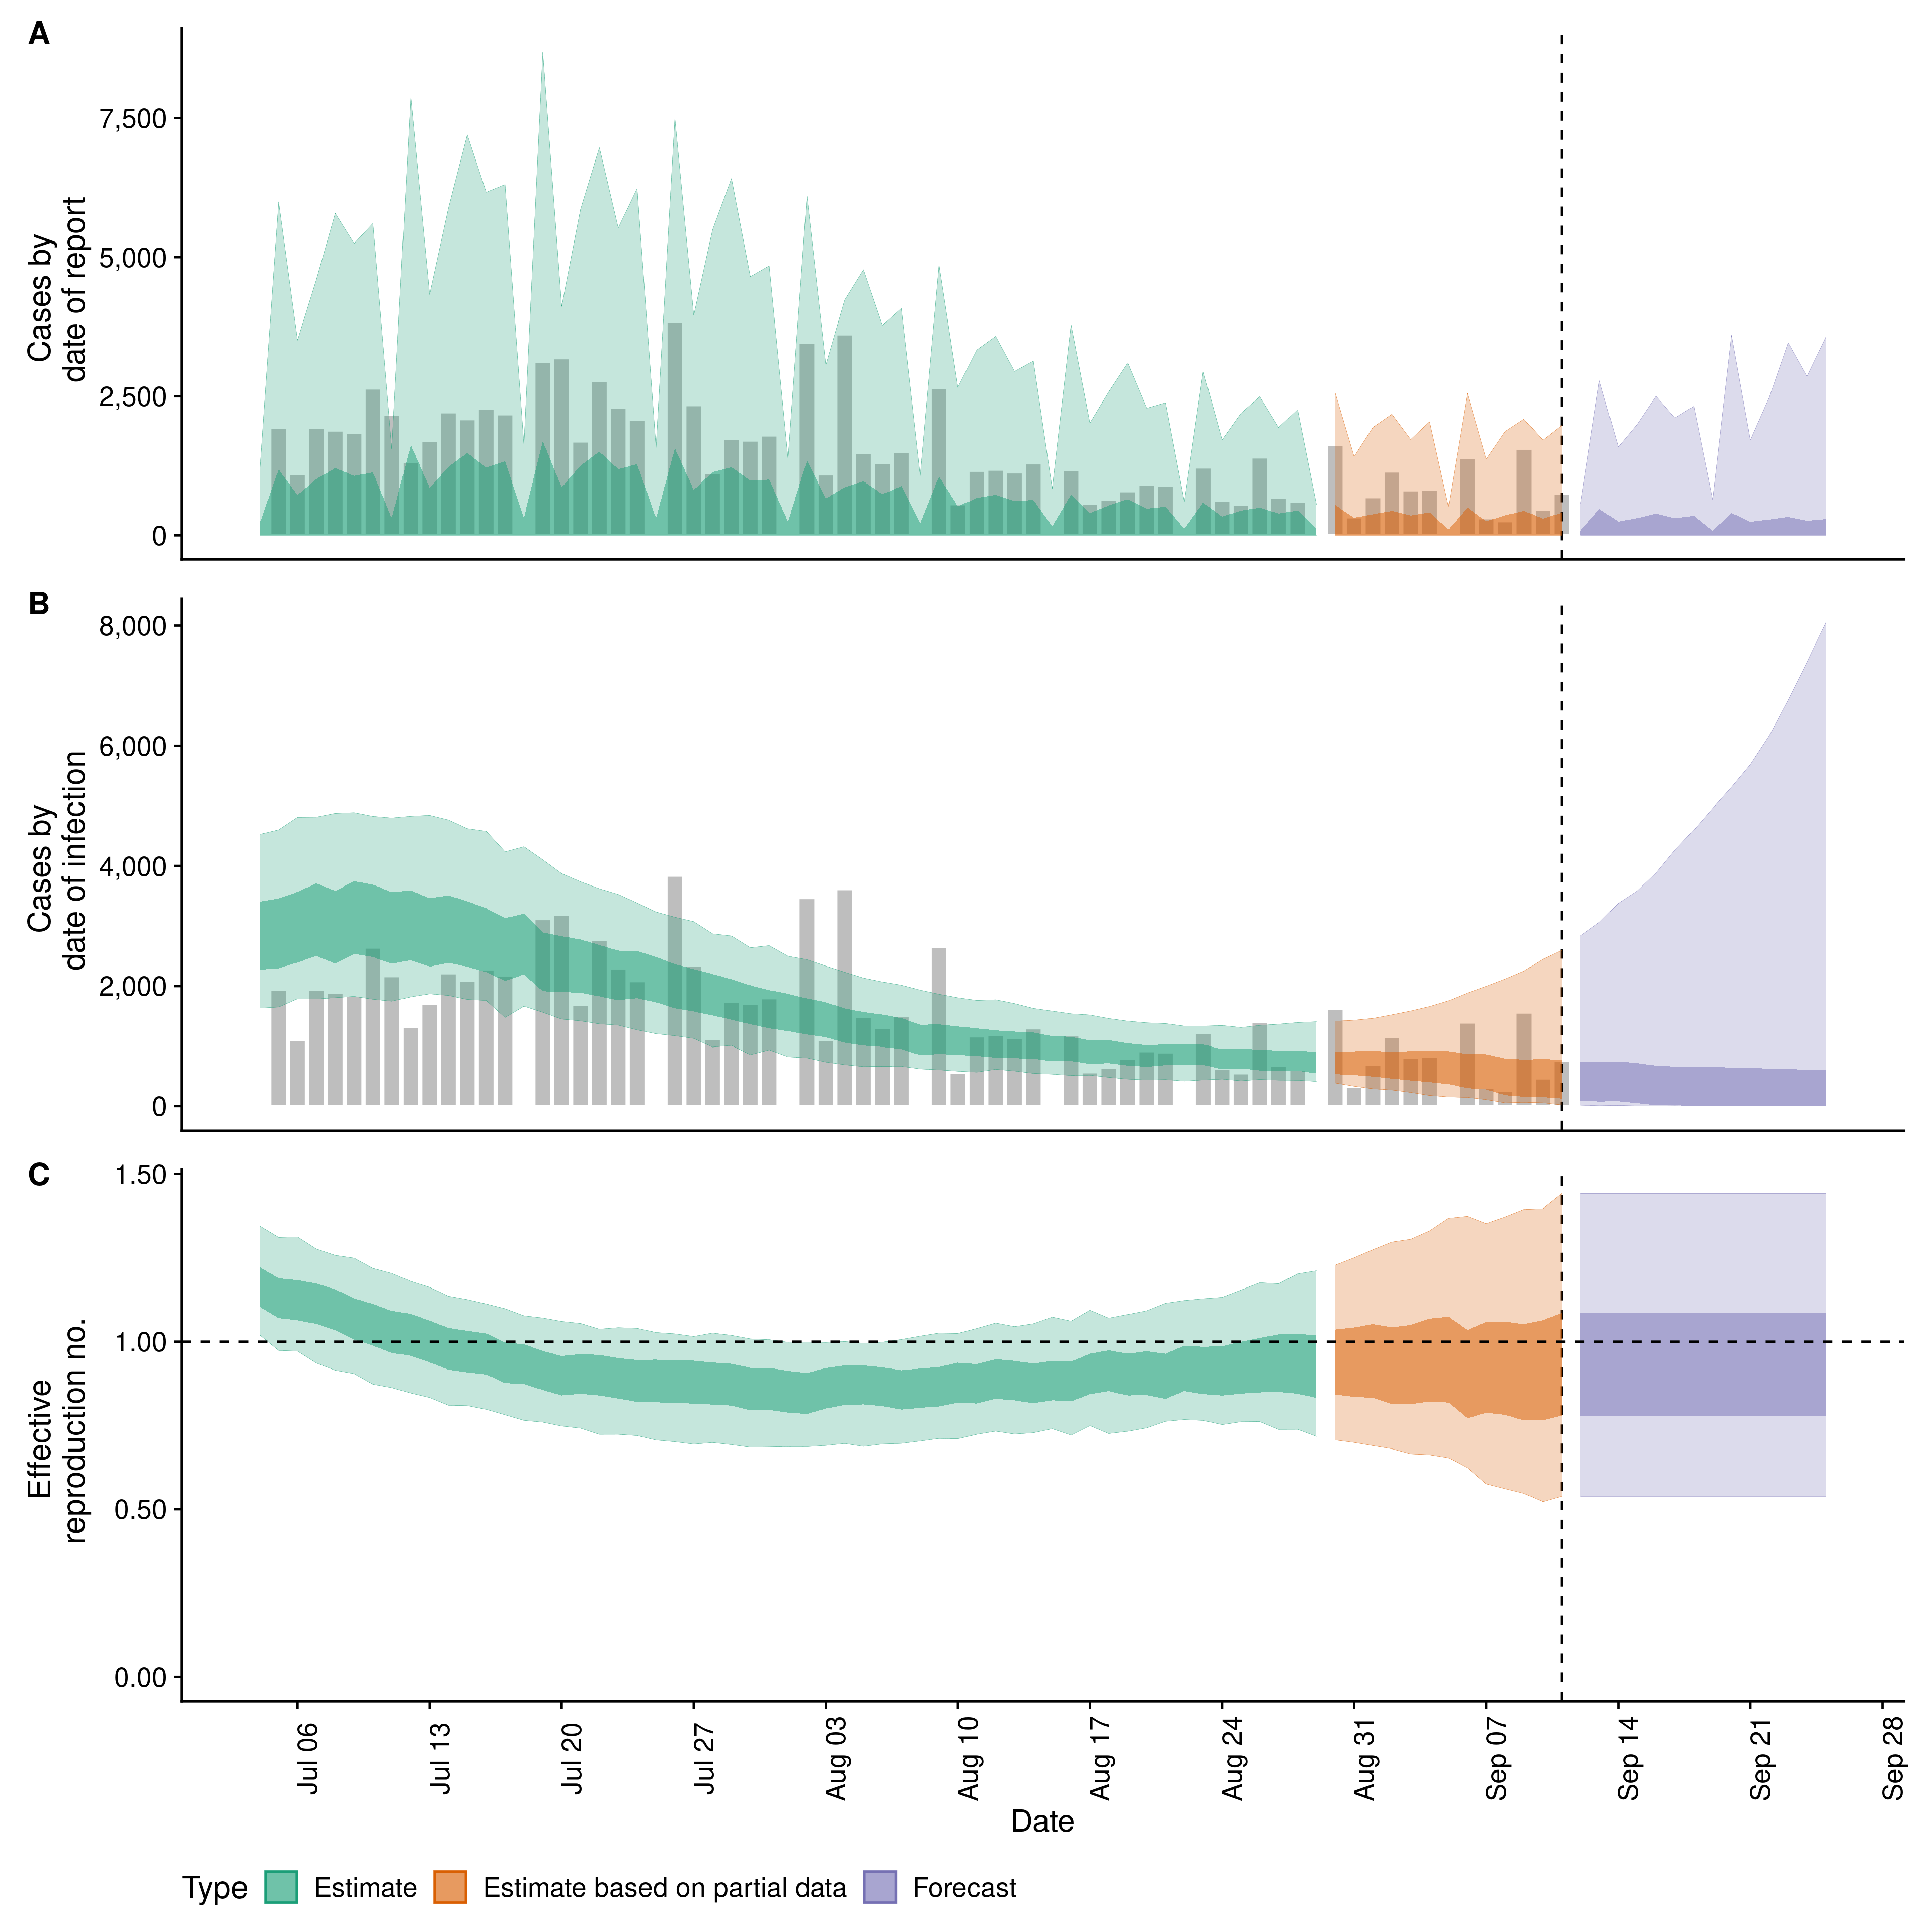 A
Cases by
date of report
7,500
5,000
2,500
0
B
Cases by
date of infection
8,000
6,000
4,000
2,000
0
C
Effective
reproduction no.
1.50
1.00
0.50
0.00
Jul 06
Jul 13
Jul 20
Jul 27
Aug 03
Aug 10
Aug 17
Aug 24
Aug 31
Sep 07
Sep 14
Sep 21
Sep 28
Date
Type Estimate Estimate based on partial data Forecast